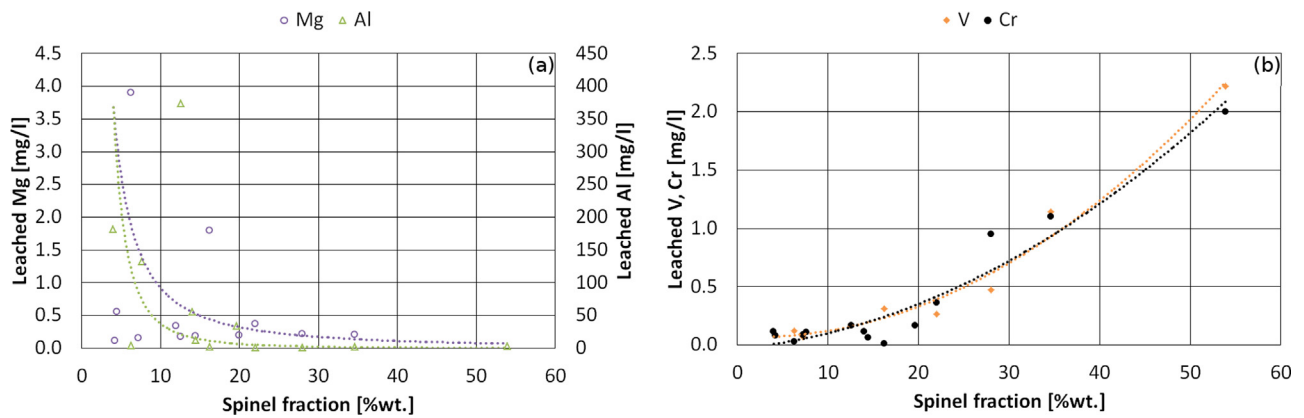 Mg Al
(a)
4.5
4.0
3.5
3.0
2.5
2.0
1.5
1.0
0.5
0.0
Leached Mg [mg/l]
450
400
350
300
250
200
150
100
50
0
Leached Al [mg/l]
0 10 20 30 40 50 60
Spinel fraction [%wt.]
V Cr
(b)
2.5
2.0
1.5
1.0
0.5
0.0
Leached V, Cr [mg/l]
0 10 20 30 40 50 60
Spinel fraction [%wt.]